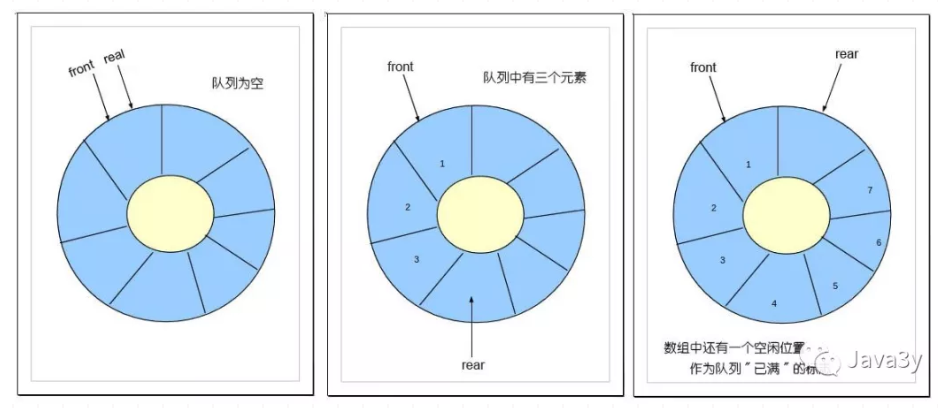 front real
队列为空
front
队列中有三个元素
1
2
3
rear
front
rear
1
2
3
4
5
6
7
数组中还有一个空闲位置
作为队列"已满"的标
Java3y